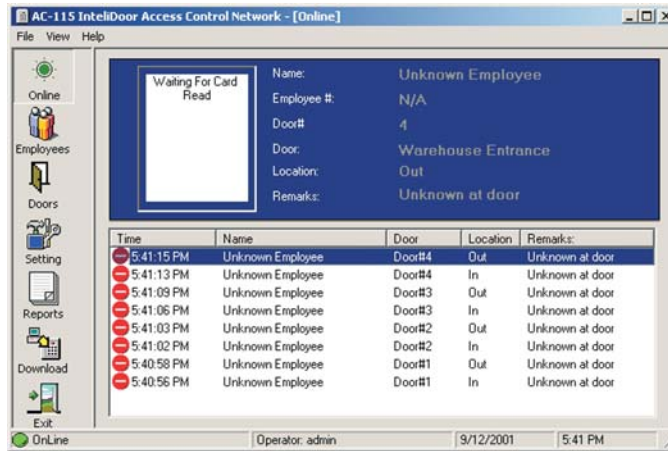 AC-115 InteliDoor Access Control Network - [Online]
File View Help
Online
Employees
Doors
Setting
Reports
Download
Exit
Waiting For Card
Read
Name: Unknown Employee
Employee #: N/A
Door# 4
Door: Warehouse Entrance
Location: Out
Remarks: Unknown at door
Time Name Door Location Remarks:
5:41:15 PM Unknown Employee Door#4 Out Unknown at door
5:41:13 PM Unknown Employee Door#4 In Unknown at door
5:41:09 PM Unknown Employee Door#3 Out Unknown at door
5:41:06 PM Unknown Employee Door#3 In Unknown at door
5:41:03 PM Unknown Employee Door#2 Out Unknown at door
5:41:02 PM Unknown Employee Door#2 In Unknown at door
5:40:58 PM Unknown Employee Door#1 Out Unknown at door
5:40:56 PM Unknown Employee Door#1 In Unknown at door
OnLine Operator: admin 9/12/2001 5:41 PM